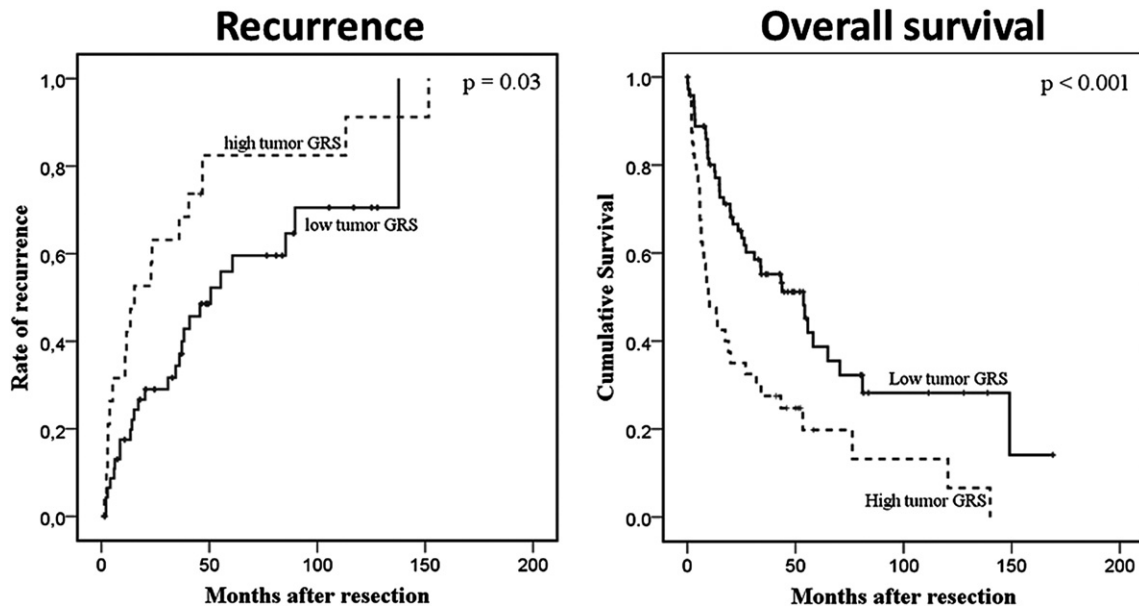 Recurrence
Overall survival
p = 0.03
p < 0.001
Rate of recurrence
1,0
0,8
0,6
0,4
0,2
0,0
high tumor GRS
low tumor GRS
0
50
100
150
200
Months after resection
Cumulative Survival
1.0
0.8
0.6
0.4
0.2
0.0
Low tumor GRS
High tumor GRS
0
50
100
150
200
Months after resection